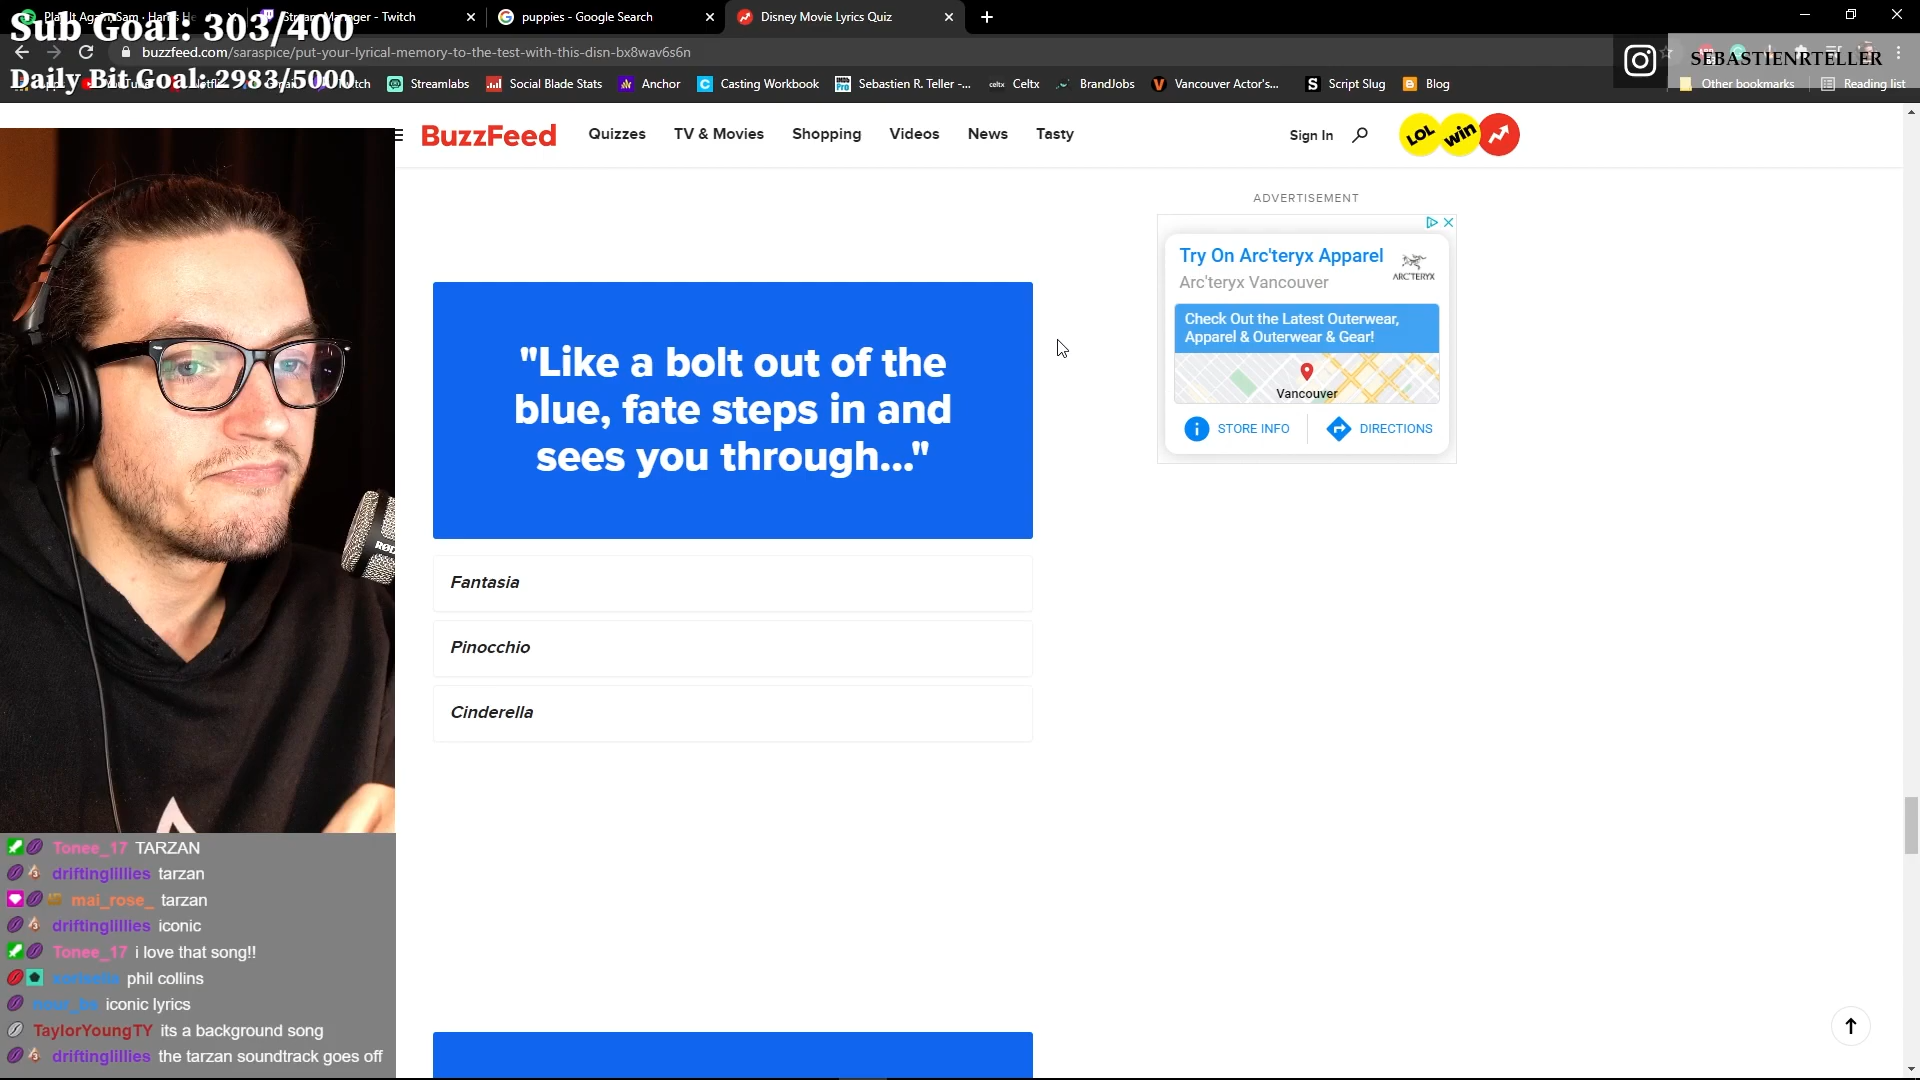 Sub Goal: 303/400
Daily Bit Goal: 2983/5000
Manager - Twitch
puppies - Google Search
Disney Movie Lyrics Quiz
buzzfeed.com/saraspice/put-your-lyrical-memory-to-the-test-with-this-disn-bx8wav6s6n
SEBASTIENRTELLER
Streamlabs
Social Blade Stats
Anchor
Casting Workbook
Sebastien R. Teller -...
celtx
Celtx
BrandJobs
Vancouver Actor's...
Script Slug
Blog
Other bookmarks
Reading list
BuzzFeed
Quizzes
TV & Movies
Shopping
Videos
News
Tasty
Sign In
LOL
win
ADVERTISEMENT
Try On Arc'teryx Apparel
Arc'teryx Vancouver
ARC'TERYX
Check Out the Latest Outerwear,
Apparel & Outerwear & Gear!
Vancouver
STORE INFO
DIRECTIONS
"Like a bolt out of the
blue, fate steps in and
sees you through..."
Fantasia
Pinocchio
Cinderella
Tonee_17 TARZAN
driftinglillies tarzan
mai_rose_ tarzan
driftinglillies iconic
Tonee_17 i love that song!!
phil collins
iconic lyrics
TaylorYoungTY its a background song
driftinglillies the tarzan soundtrack goes off